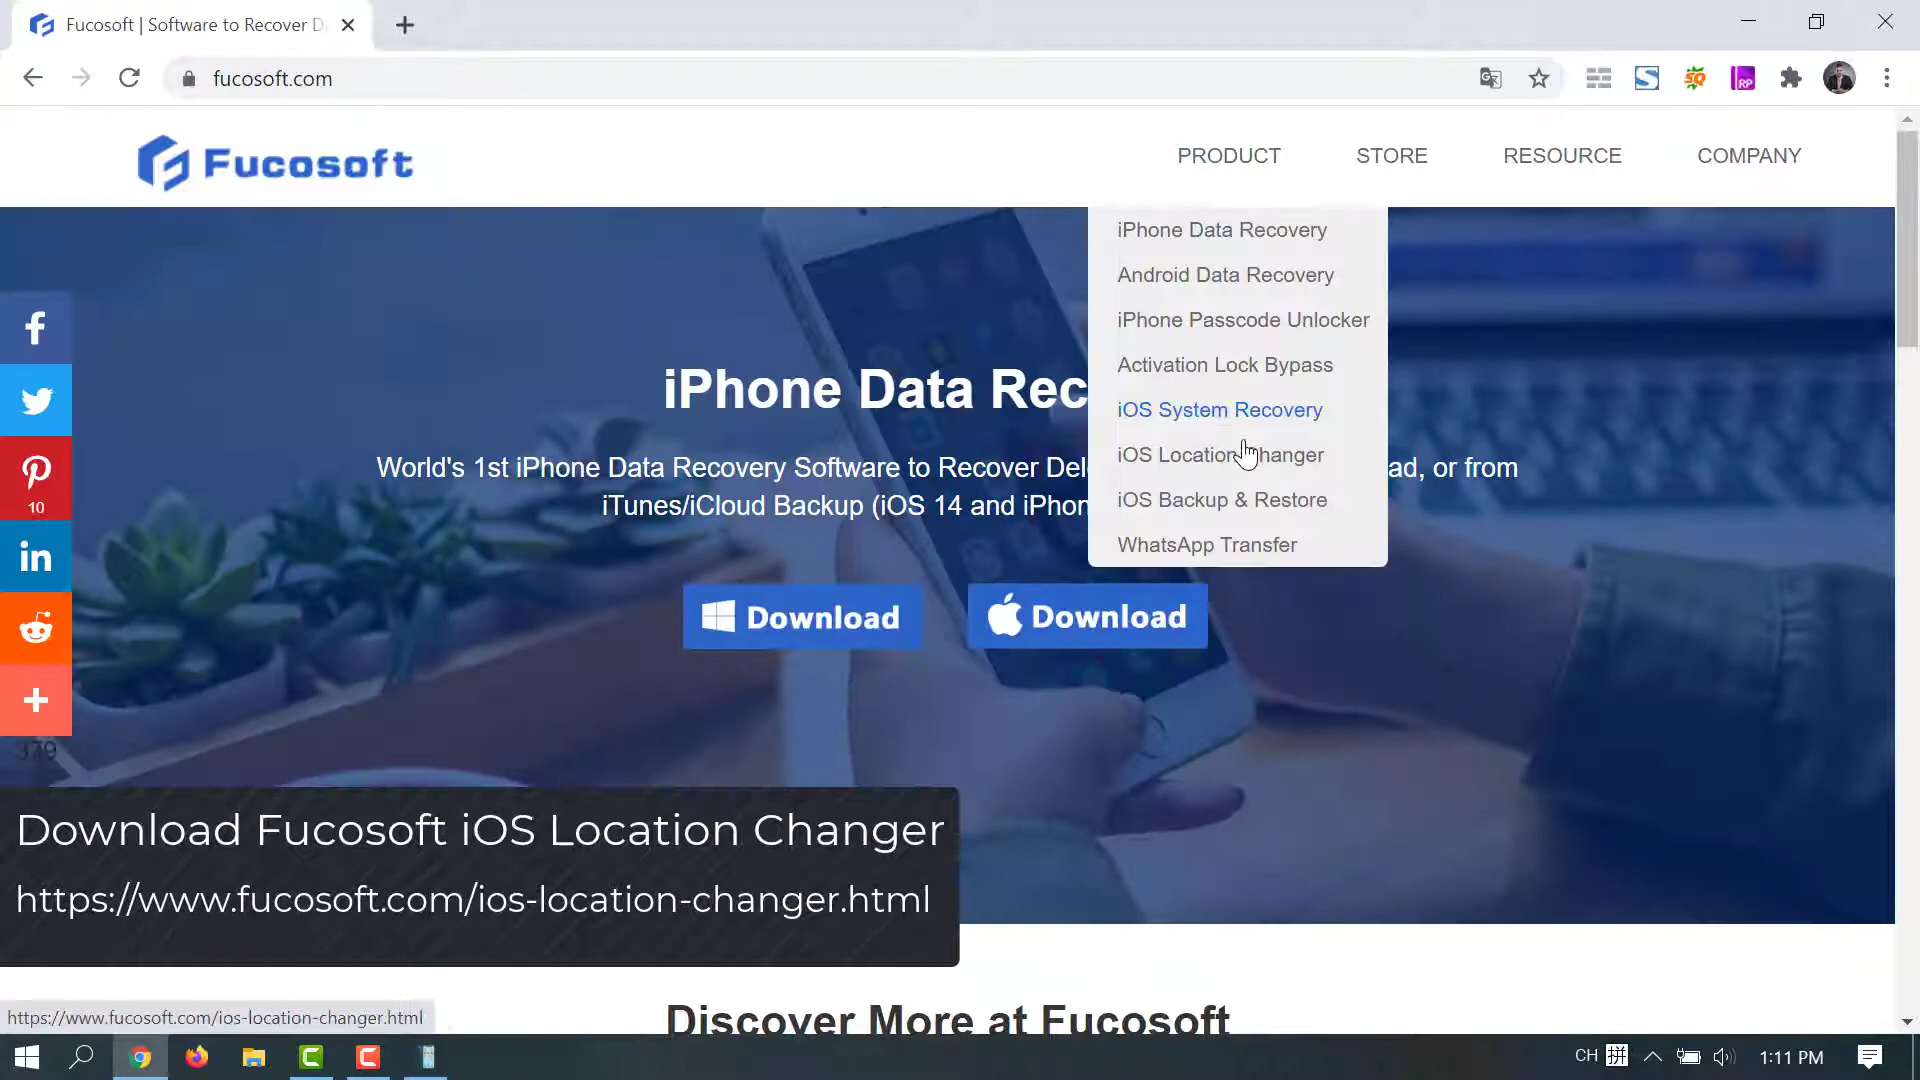 Fucosoft | Software to Recover D
fucosoft.com
Fucosoft
PRODUCT
STORE
RESOURCE
COMPANY
iPhone Data Recovery
Android Data Recovery
iPhone Passcode Unlocker
Activation Lock Bypass
iOS System Recovery
iOS Location Changer
iOS Backup & Restore
WhatsApp Transfer
iPhone Data Rec
World's 1st iPhone Data Recovery Software to Recover Del ad, or from
iTunes/iCloud Backup (iOS 14 and iPhon
Download
Download
10
379
Download Fucosoft iOS Location Changer
https://www.fucosoft.com/ios-location-changer.html
Discover More at Fucosoft
https://www.fucosoft.com/ios-location-changer.html
CH 拼 1:11 PM